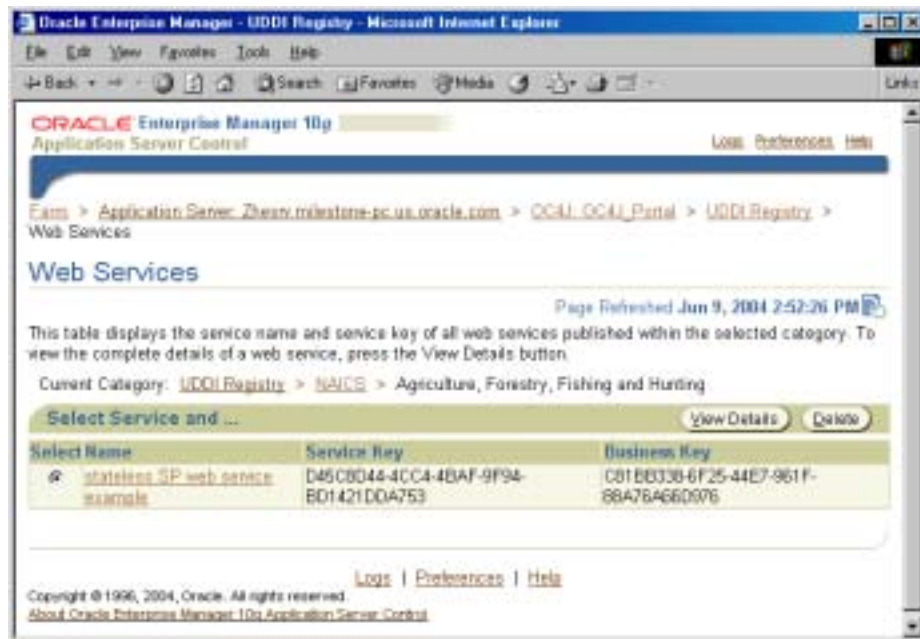 Oracle Enterprise Manager - UDDI Registry - Microsoft Internet Explorer
File Edit View Favorites Tools Help
Back Search Favorites Media Links
ORACLE Enterprise Manager 10g
Application Server Control
Logs Preferences Help
Farm > Application Server: > OC4J: OC4J_Portal > UDDI Registry >
Web Services
Web Services
Page Refreshed Jun 9, 2004 2:52:26 PM
This table displays the service name and service key of all web services published within the selected category. To
view the complete details of a web service, press the View Details button.
Current Category: UDDI Registry > NAICS > Agriculture, Forestry, Fishing and Hunting
Select Service and ...
View Details Delete
Select Name Service Key Business Key
stateless SP web service D45C8D44-4CC4-4BAF-9F94- C81BB338-6F25-44E7-961F-
example BD1421DDA753 88A76A66D976
Logs | Preferences | Help
Copyright © 1996, 2004, Oracle. All rights reserved.
About Oracle Enterprise Manager 10g Application Server Control